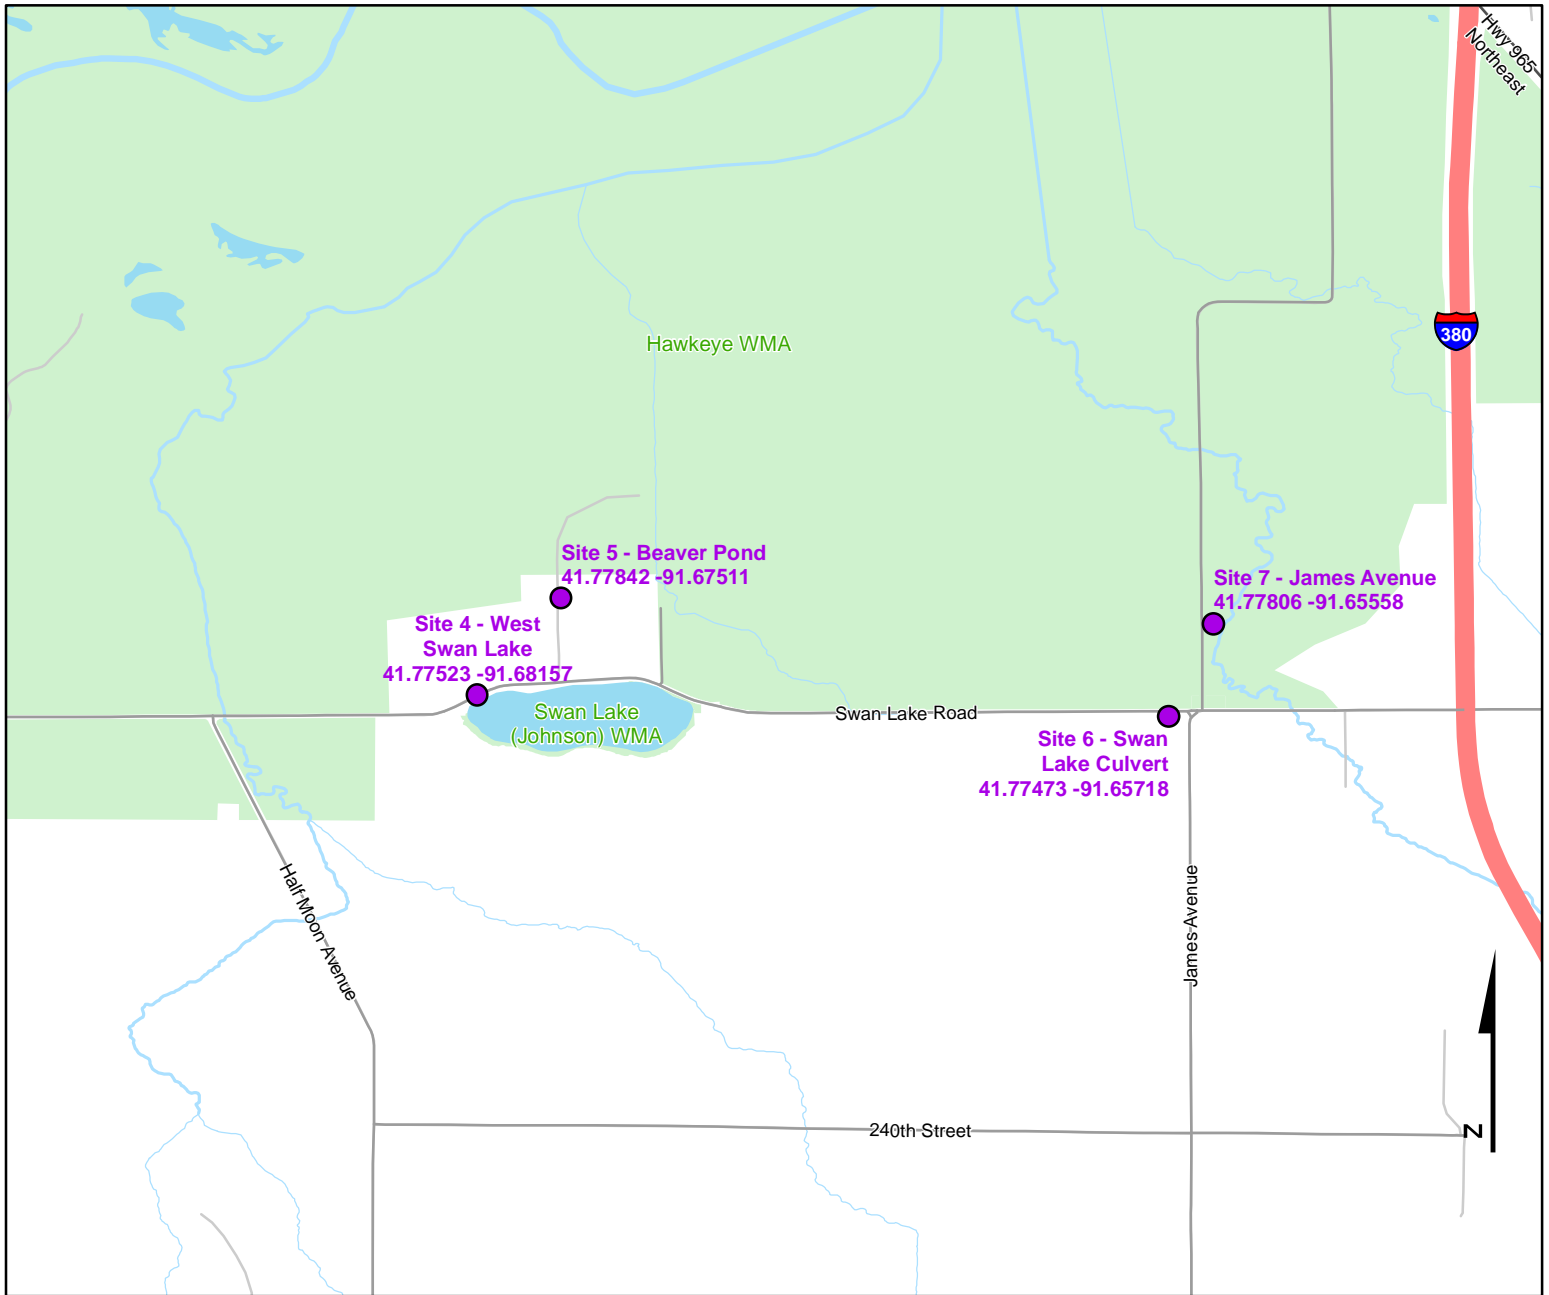 Hwy 965
Northeast
380
Hawkeye WMA
Site 5 - Beaver Pond
41.77842 -91.67511
Site 7 - James Avenue
41.77806 -91.65558
Site 4 - West
Swan Lake
41.77523 -91.68157
Swan Lake
(Johnson) WMA
Swan Lake Road
Site 6 - Swan
Lake Culvert
41.77473 -91.65718
Half Moon Avenue
James Avenue
240th Street
N